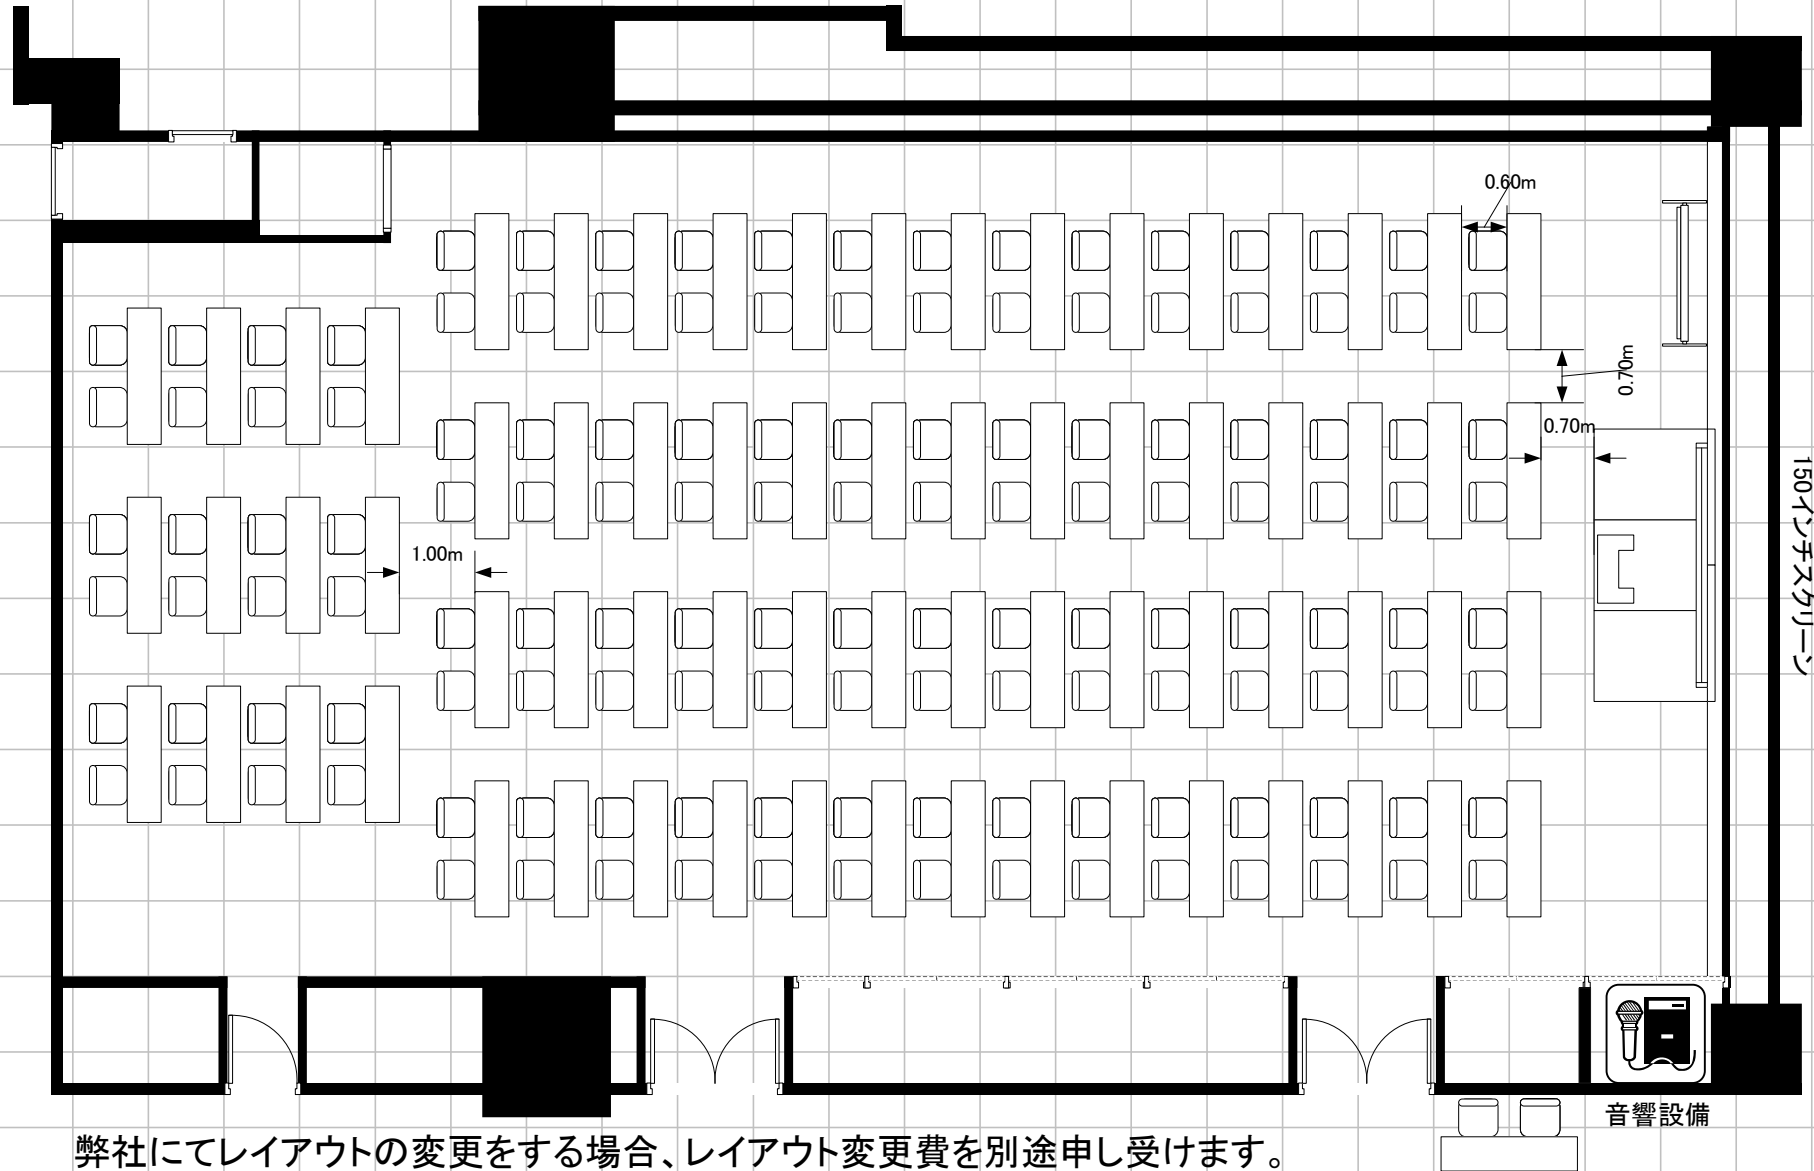 0.60m
0.70m
0.70m
150インチスクリーン
1.00m
音響設備
弊社にてレイアウトの変更をする場合、レイアウト変更費を別途申し受けます。